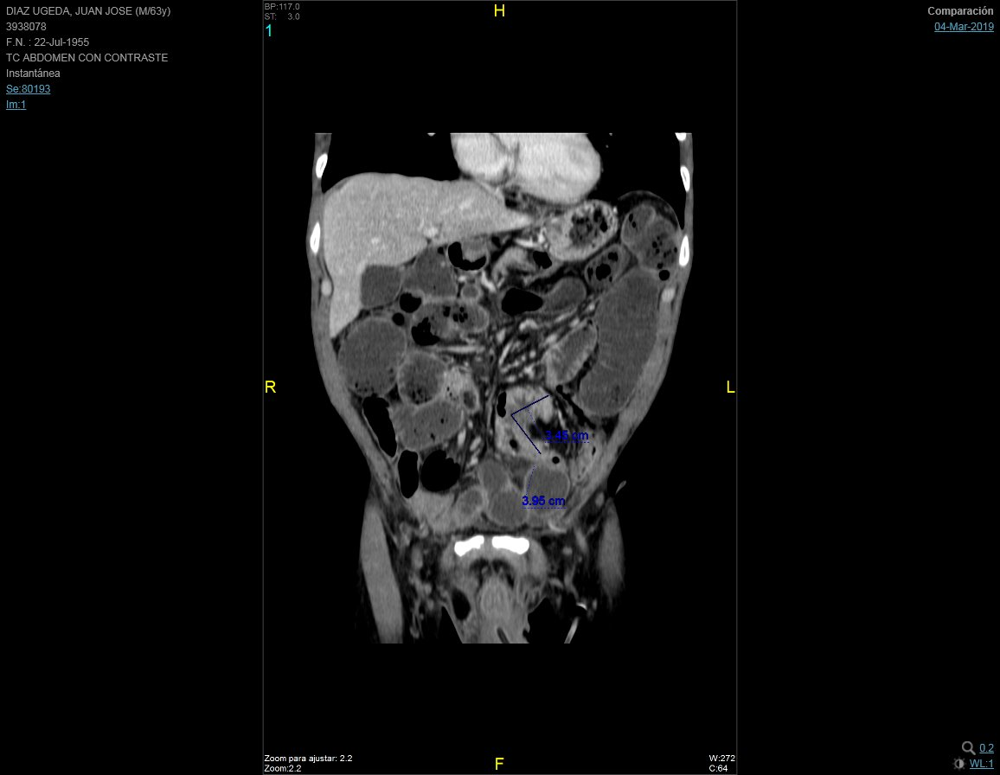 DIAZ UGEDA, JUAN JOSE (M/63y)
3938078
F.N. : 22-Jul-1955
TC ABDOMEN CON CONTRASTE
Instantánea
Se:80193
Im:1
BP:117.0
ST: 3.0
1
H
Comparación
04-Mar-2019
R
L
3.45 cm
3.95 cm
Zoom para ajustar: 2.2
Zoom:2.2
F
W:272
C:64
0.2
WL:1